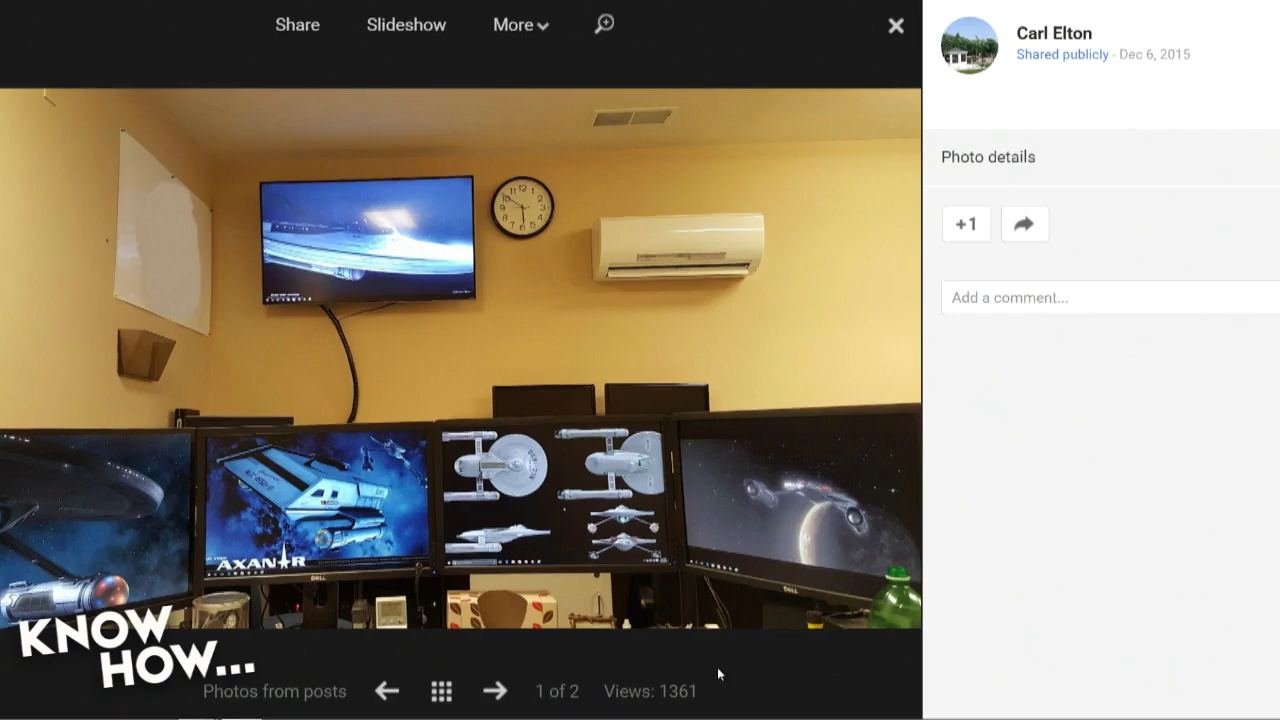 Share Slideshow More
Carl Elton
Shared publicly - Dec 6, 2015
Photo details
+1
Add a comment...
AXANAR
DELL
DELL
KNOW
HOW...
Photos from posts
1 of 2 Views: 1361